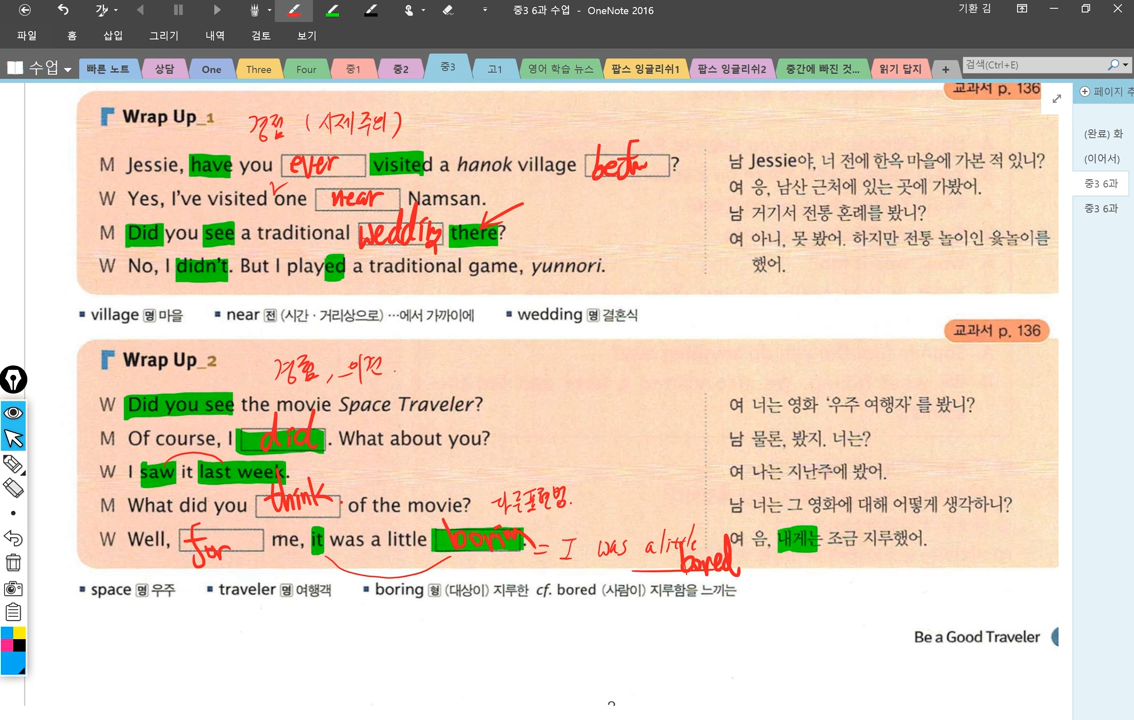 중3 6과 수업 - OneNote 2016
기환 김
파일 홈 삽입 그리기 내역 검토 보기
수업 빠른 노트 상담 One Three Four 중1 중2 중3 고1 영어 학습 뉴스 팝스 잉글리쉬1 팝스 잉글리쉬2 중간에 빠진 것... 읽기 답지 + 검색(Ctrl+E)
교과서 p. 136
페이지 추
(완료) 화
(이어서)
중3 6과
중3 6과
Wrap Up_1 경험 (시제주의)
M Jessie, have you ever visited a hanok village before?
W Yes, I've visited one near Namsan.
M Did you see a traditional wedding there?
W No, I didn't. But I played a traditional game, yunnori.
남 Jessie야, 너 전에 한옥 마을에 가본 적 있니?
여 응, 남산 근처에 있는 곳에 가봤어.
남 거기서 전통 혼례를 봤니?
여 아니, 못 봤어. 하지만 전통 놀이인 윷놀이를
했어.
▪ village 명 마을 ▪ near 전 (시간 · 거리상으로) …에서 가까이에 ▪ wedding 명 결혼식
교과서 p. 136
Wrap Up_2 경험, 의견.
W Did you see the movie Space Traveler?
M Of course, I did. What about you?
W I saw it last week.
M What did you think of the movie? 다른표현법.
W Well, for me, it was a little boring. = I was a little bored
여 너는 영화 '우주 여행자' 를 봤니?
남 물론, 봤지. 너는?
여 나는 지난주에 봤어.
남 너는 그 영화에 대해 어떻게 생각하니?
여 음, 내게는 조금 지루했어.
▪ space 명 우주 ▪ traveler 명 여행객 ▪ boring 형 (대상이) 지루한 cf. bored (사람이) 지루함을 느끼는
Be a Good Traveler